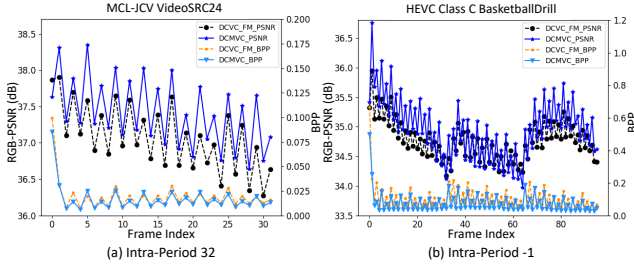 MCL-JCV VideoSRC24
38.5
38.0
37.5
37.0
36.5
36.0
RGB-PSNR (dB)
0.200
0.175
0.150
0.125
0.100
0.075
0.050
0.025
0.000
BPP
DCVC_FM_PSNR
DCMVC_PSNR
DCVC_FM_BPP
DCMVC_BPP
0 5 10 15 20 25 30
Frame Index
(a) Intra-Period 32
HEVC Class C BasketballDrill
36.5
36.0
35.5
35.0
34.5
34.0
33.5
RGB-PSNR (dB)
1.2
1.0
0.8
0.6
0.4
0.2
0.0
BPP
DCVC_FM_PSNR
DCMVC_PSNR
DCVC_FM_BPP
DCMVC_BPP
0 20 40 60 80
Frame Index
(b) Intra-Period -1